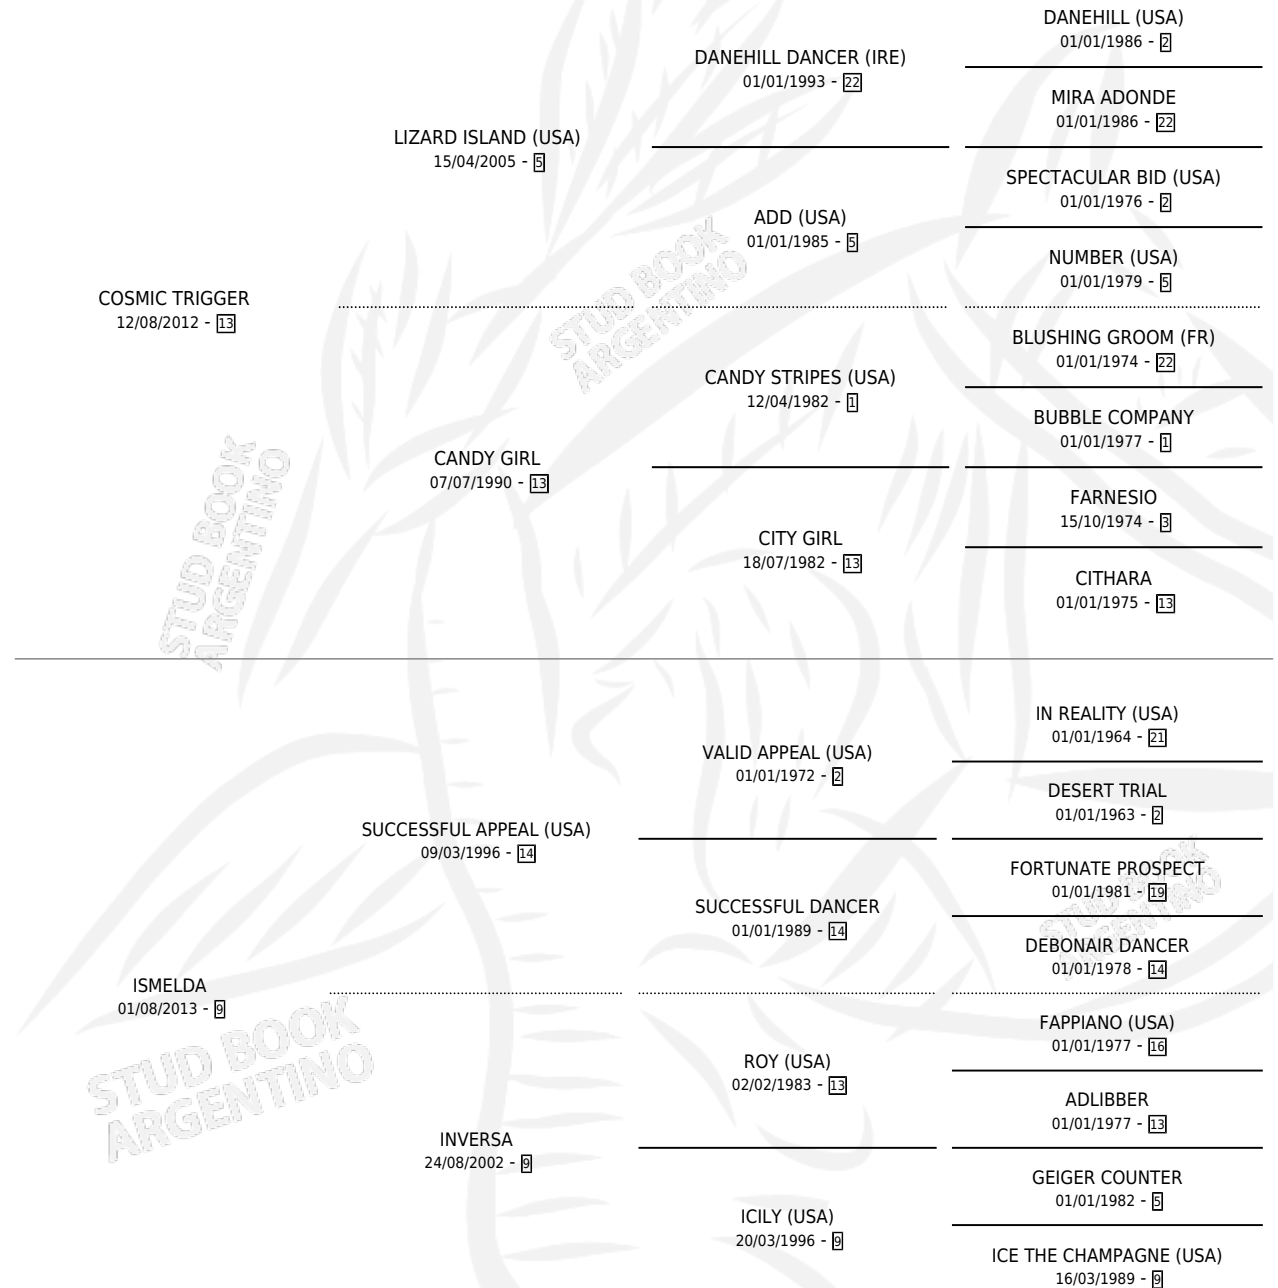 DANEHILL (USA)
01/01/1986 - 2
DANEHILL DANCER (IRE)
01/01/1993 - 22
MIRA ADONDE
01/01/1986 - 22
LIZARD ISLAND (USA)
15/04/2005 - 5
SPECTACULAR BID (USA)
01/01/1976 - 2
ADD (USA)
01/01/1985 - 5
NUMBER (USA)
01/01/1979 - 5
COSMIC TRIGGER
12/08/2012 - 13
BLUSHING GROOM (FR)
01/01/1974 - 22
CANDY STRIPES (USA)
12/04/1982 - 1
BUBBLE COMPANY
01/01/1977 - 1
CANDY GIRL
07/07/1990 - 13
FARNESIO
15/10/1974 - 3
CITY GIRL
18/07/1982 - 13
CITHARA
01/01/1975 - 13
IN REALITY (USA)
01/01/1964 - 21
VALID APPEAL (USA)
01/01/1972 - 2
DESERT TRIAL
01/01/1963 - 2
SUCCESSFUL APPEAL (USA)
09/03/1996 - 14
FORTUNATE PROSPECT
01/01/1981 - 19
SUCCESSFUL DANCER
01/01/1989 - 14
DEBONAIR DANCER
01/01/1978 - 14
ISMELDA
01/08/2013 - 9
FAPPIANO (USA)
01/01/1977 - 16
ROY (USA)
02/02/1983 - 13
ADLIBBER
01/01/1977 - 13
INVERSA
24/08/2002 - 9
GEIGER COUNTER
01/01/1982 - 5
ICILY (USA)
20/03/1996 - 9
ICE THE CHAMPAGNE (USA)
16/03/1989 - 9
STUD BOOK
ARGENTINO
STUD BOOK
ARGENTINO
STUD BOOK
ARGENTINO
STUD BOOK
ARGENTINO